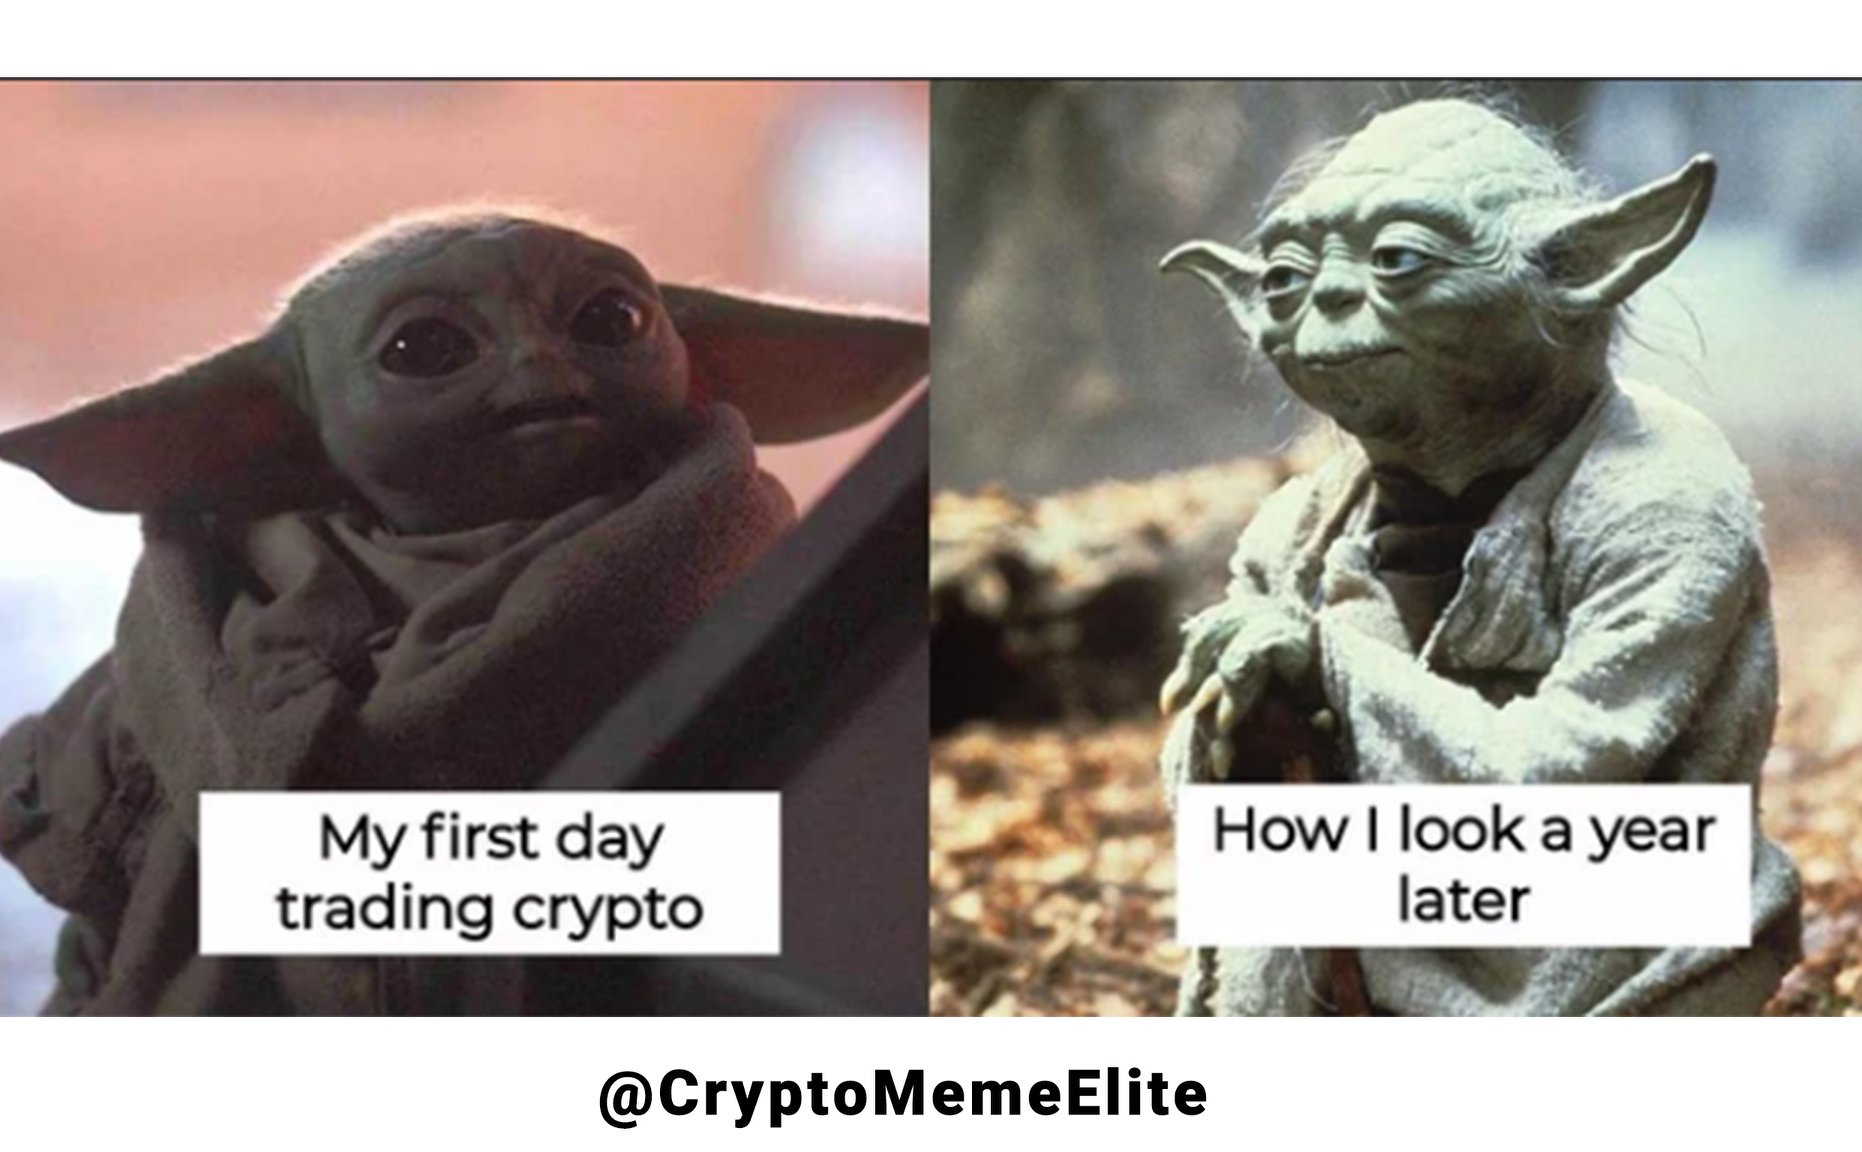 My first day
trading crypto
How I look a year
later
@CryptoMemeElite